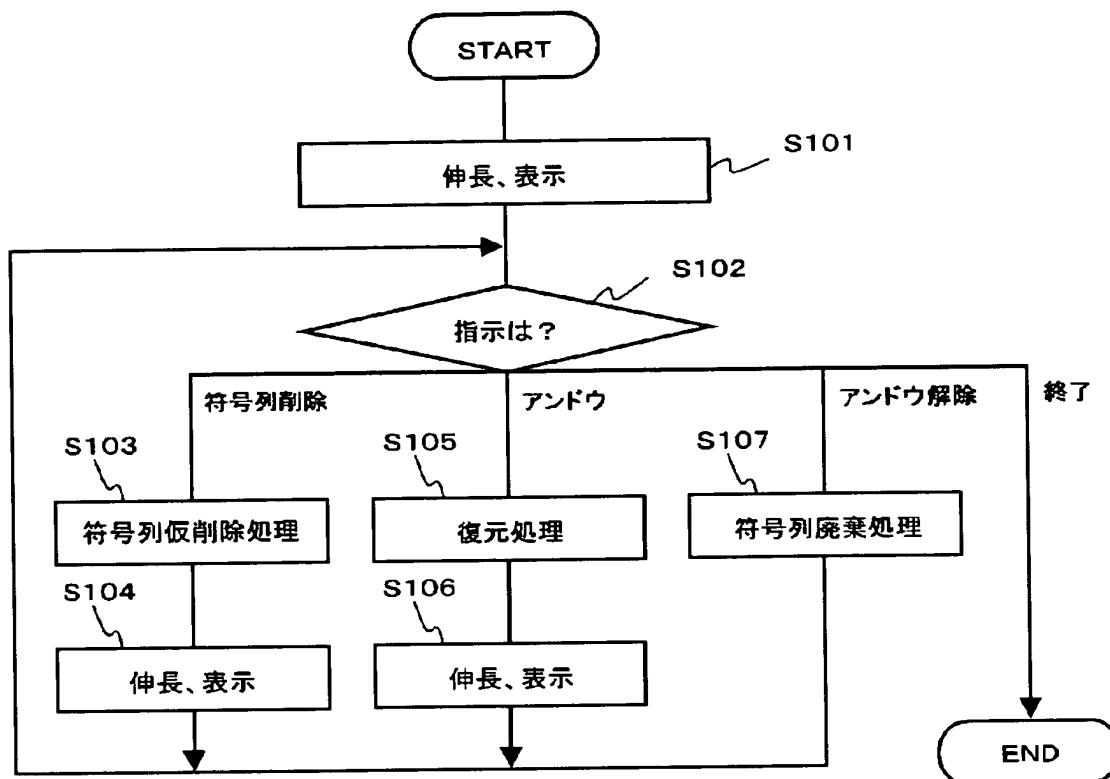 START
S101
伸長、表示
S102
指示は?
符号列削除
アンドウ
アンドウ解除
終了
S103
S105
S107
符号列仮削除処理
復元処理
符号列廃棄処理
S104
S106
伸長、表示
伸長、表示
END